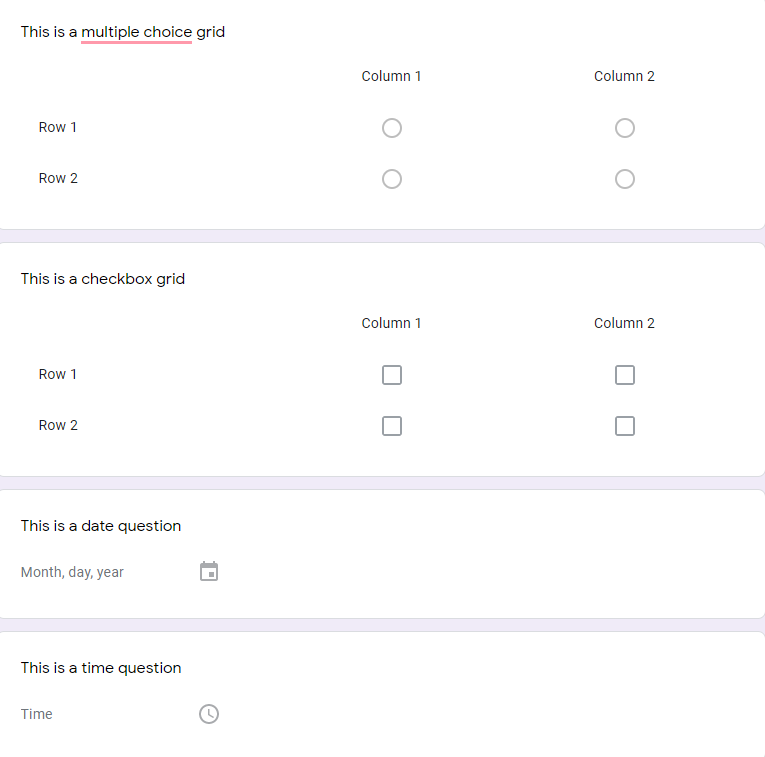 This is a multiple choice grid
Column 1 Column 2
Row 1
Row 2
This is a checkbox grid
Column 1 Column 2
Row 1
Row 2
This is a date question
Month, day, year
This is a time question
Time